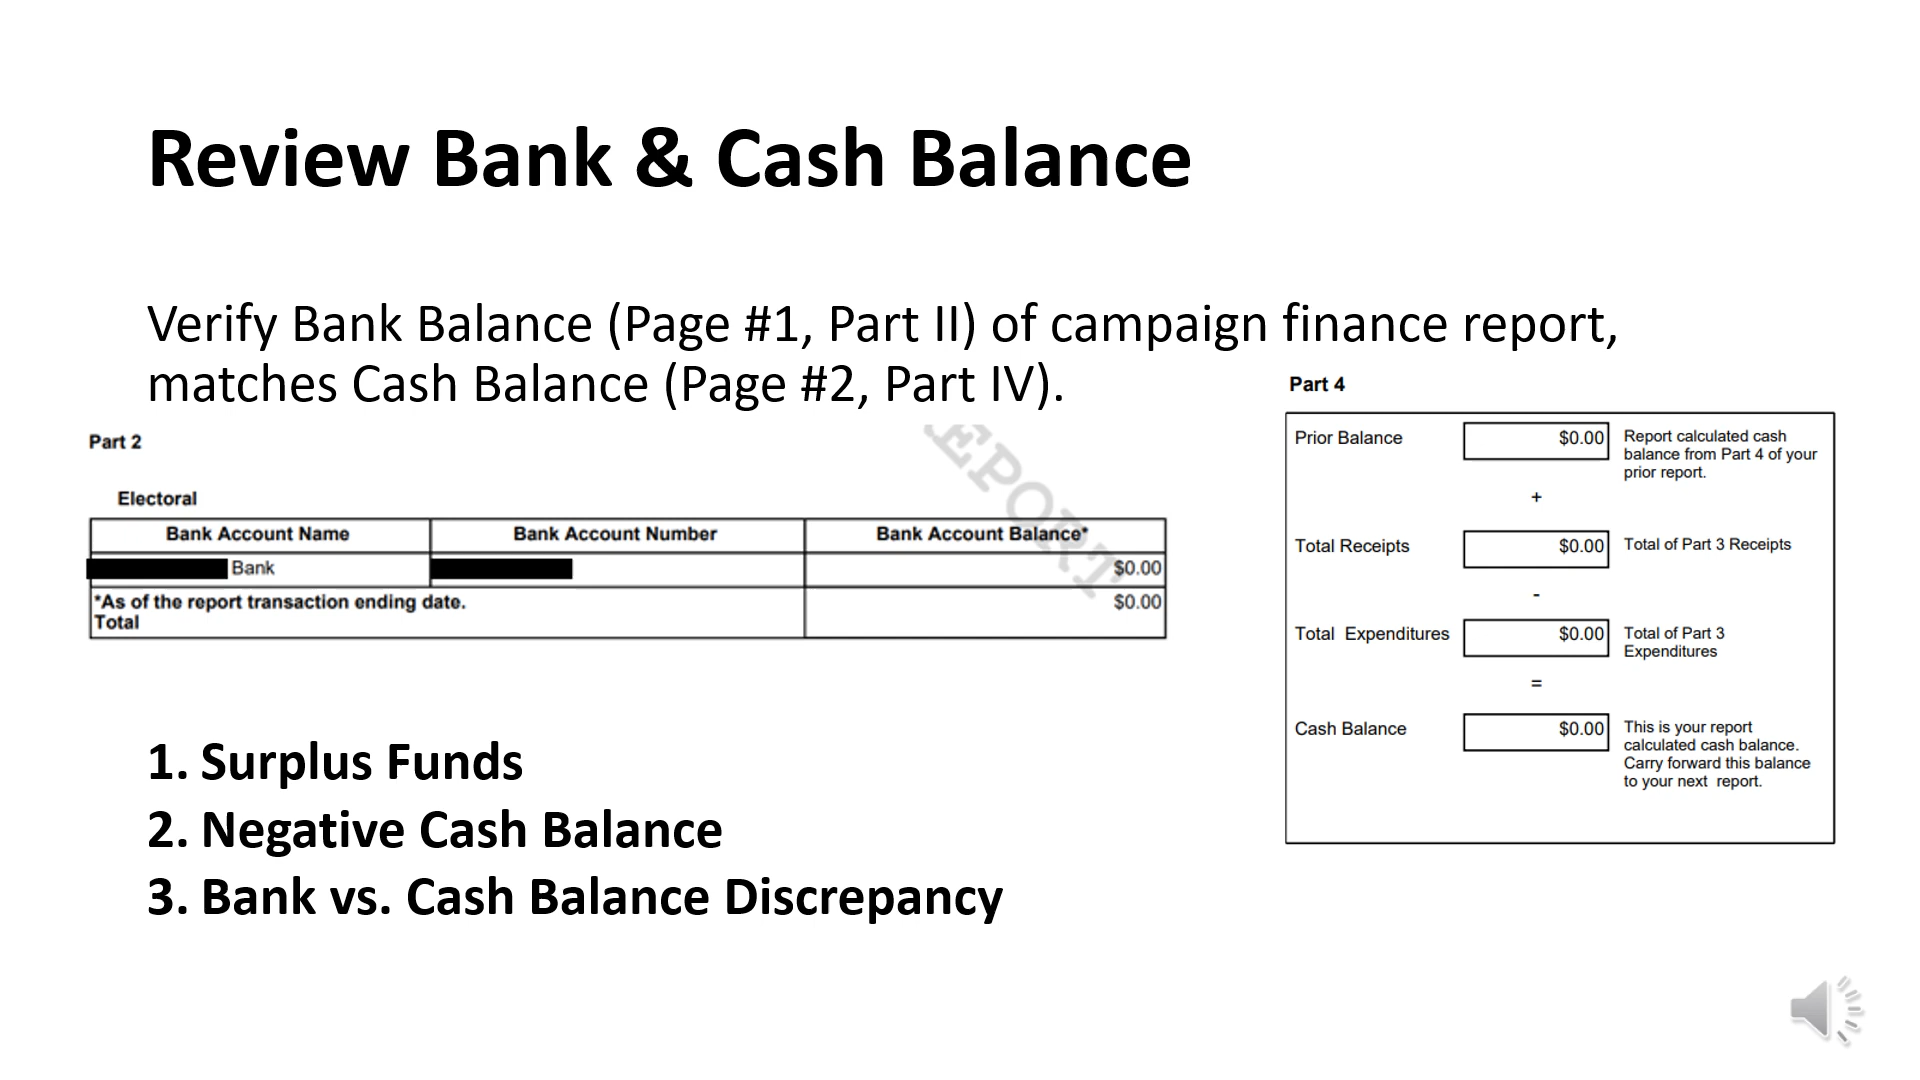 Review Bank & Cash Balance
Verify Bank Balance (Page #1, Part II) of campaign finance report,
matches Cash Balance (Page #2, Part IV).
Part 2
Electoral
Bank Account Name Bank Account Number Bank Account Balance*
Bank $0.00
*As of the report transaction ending date. $0.00
Total
REPORT
Part 4
Prior Balance $0.00 Report calculated cash
balance from Part 4 of your
prior report.
+
Total Receipts $0.00 Total of Part 3 Receipts
-
Total Expenditures $0.00 Total of Part 3
Expenditures
=
Cash Balance $0.00 This is your report
calculated cash balance.
Carry forward this balance
to your next report.
1. Surplus Funds
2. Negative Cash Balance
3. Bank vs. Cash Balance Discrepancy